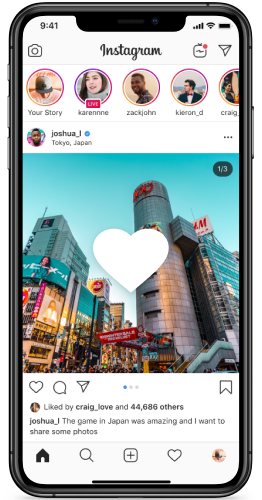 9:41
Instagram
LIVE
Your Story karennne zackjohn kieron_d craig_
joshua_l
Tokyo, Japan
1/3
H&M
Liked by craig_love and 44,686 others
joshua_l The game in Japan was amazing and I want to
share some photos